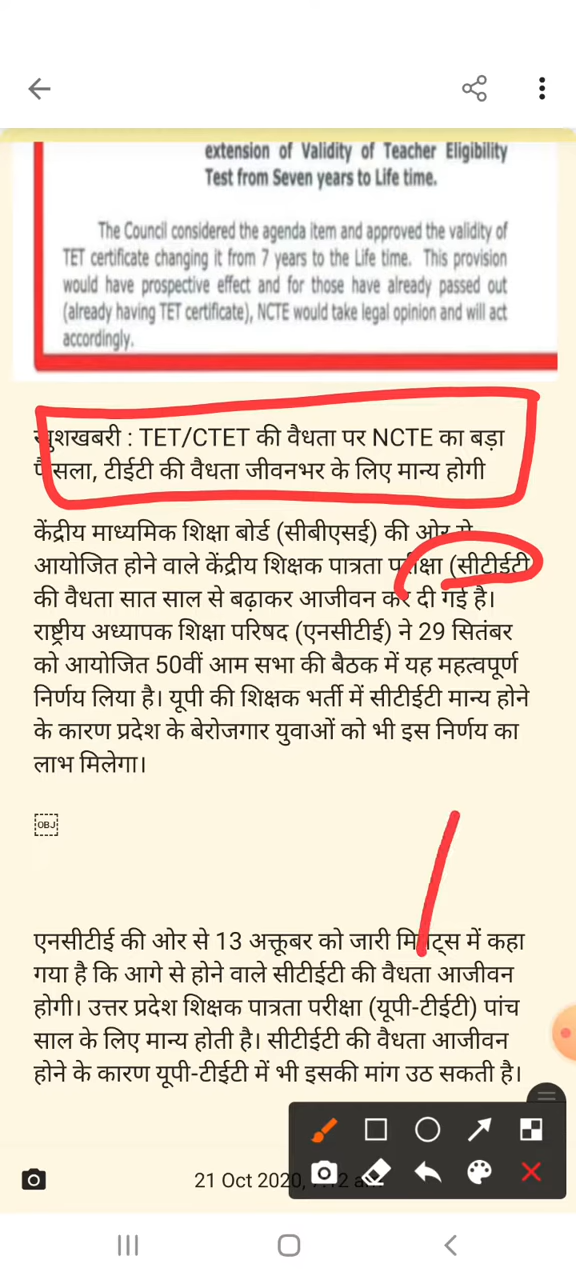 extension of Validity of Teacher Eligibility
Test from Seven years to Life time.
The Council considered the agenda item and approved the validity of
TET certificate changing it from 7 years to the Life time. This provision
would have prospective effect and for those have already passed out
(already having TET certificate), NCTE would take legal opinion and will act
accordingly.
खुशखबरी : TET/CTET की वैधता पर NCTE का बड़ा
फैसला, टीईटी की वैधता जीवनभर के लिए मान्य होगी
केंद्रीय माध्यमिक शिक्षा बोर्ड (सीबीएसई) की ओर से
आयोजित होने वाले केंद्रीय शिक्षक पात्रता परीक्षा (सीटीईटी
की वैधता सात साल से बढ़ाकर आजीवन कर दी गई है।
राष्ट्रीय अध्यापक शिक्षा परिषद (एनसीटीई) ने 29 सितंबर
को आयोजित 50वीं आम सभा की बैठक में यह महत्वपूर्ण
निर्णय लिया है। यूपी की शिक्षक भर्ती में सीटीईटी मान्य होने
के कारण प्रदेश के बेरोजगार युवाओं को भी इस निर्णय का
लाभ मिलेगा।
OBJ
एनसीटीई की ओर से 13 अक्तूबर को जारी मिनट्स में कहा
गया है कि आगे से होने वाले सीटीईटी की वैधता आजीवन
होगी। उत्तर प्रदेश शिक्षक पात्रता परीक्षा (यूपी-टीईटी) पांच
साल के लिए मान्य होती है। सीटीईटी की वैधता आजीवन
होने के कारण यूपी-टीईटी में भी इसकी मांग उठ सकती है।
21 Oct 2020,